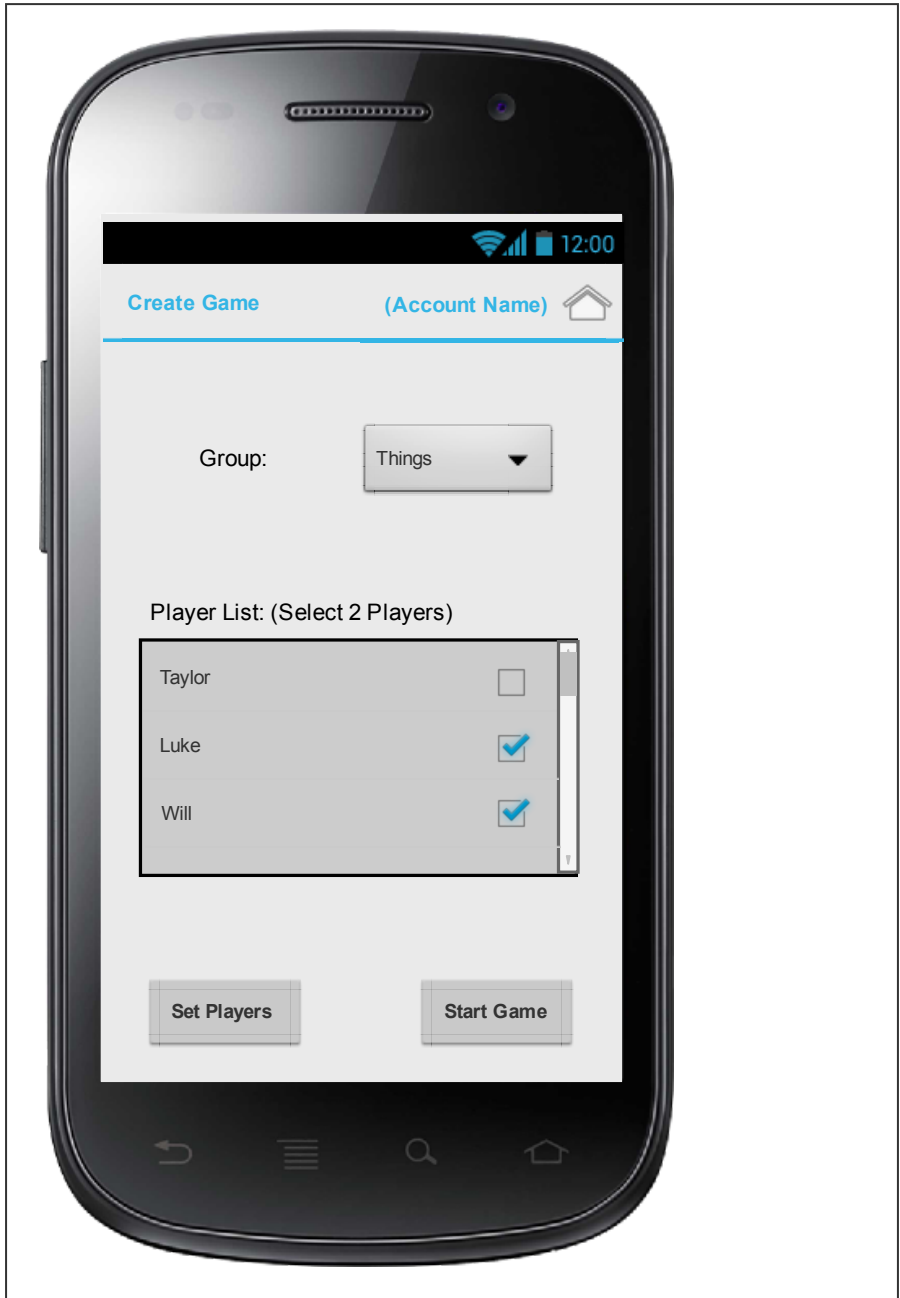 12:00
Create Game (Account Name)
Group: Things
Player List: (Select 2 Players)
Taylor
Luke
Will
Set Players Start Game